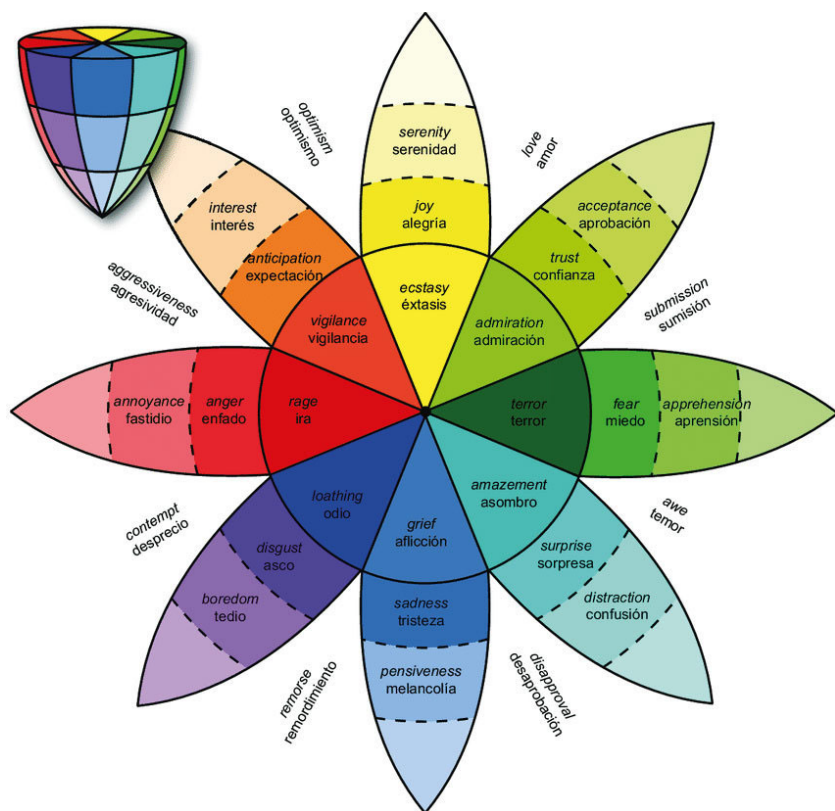 optimism
optimismo
serenity
serenidad
love
amor
interest
interés
joy
alegría
acceptance
aprobación
anticipation
expectación
trust
confianza
aggressiveness
agresividad
ecstasy
éxtasis
submission
sumisión
vigilance
vigilancia
admiration
admiración
annoyance
fastidio
anger
enfado
rage
ira
terror
terror
fear
miedo
apprehension
aprensión
loathing
odio
amazement
asombro
contempt
desprecio
grief
aflicción
awe
temor
disgust
asco
surprise
sorpresa
boredom
tedio
sadness
tristeza
distraction
confusión
remorse
remordimiento
pensiveness
melancolía
disapproval
desaprobación